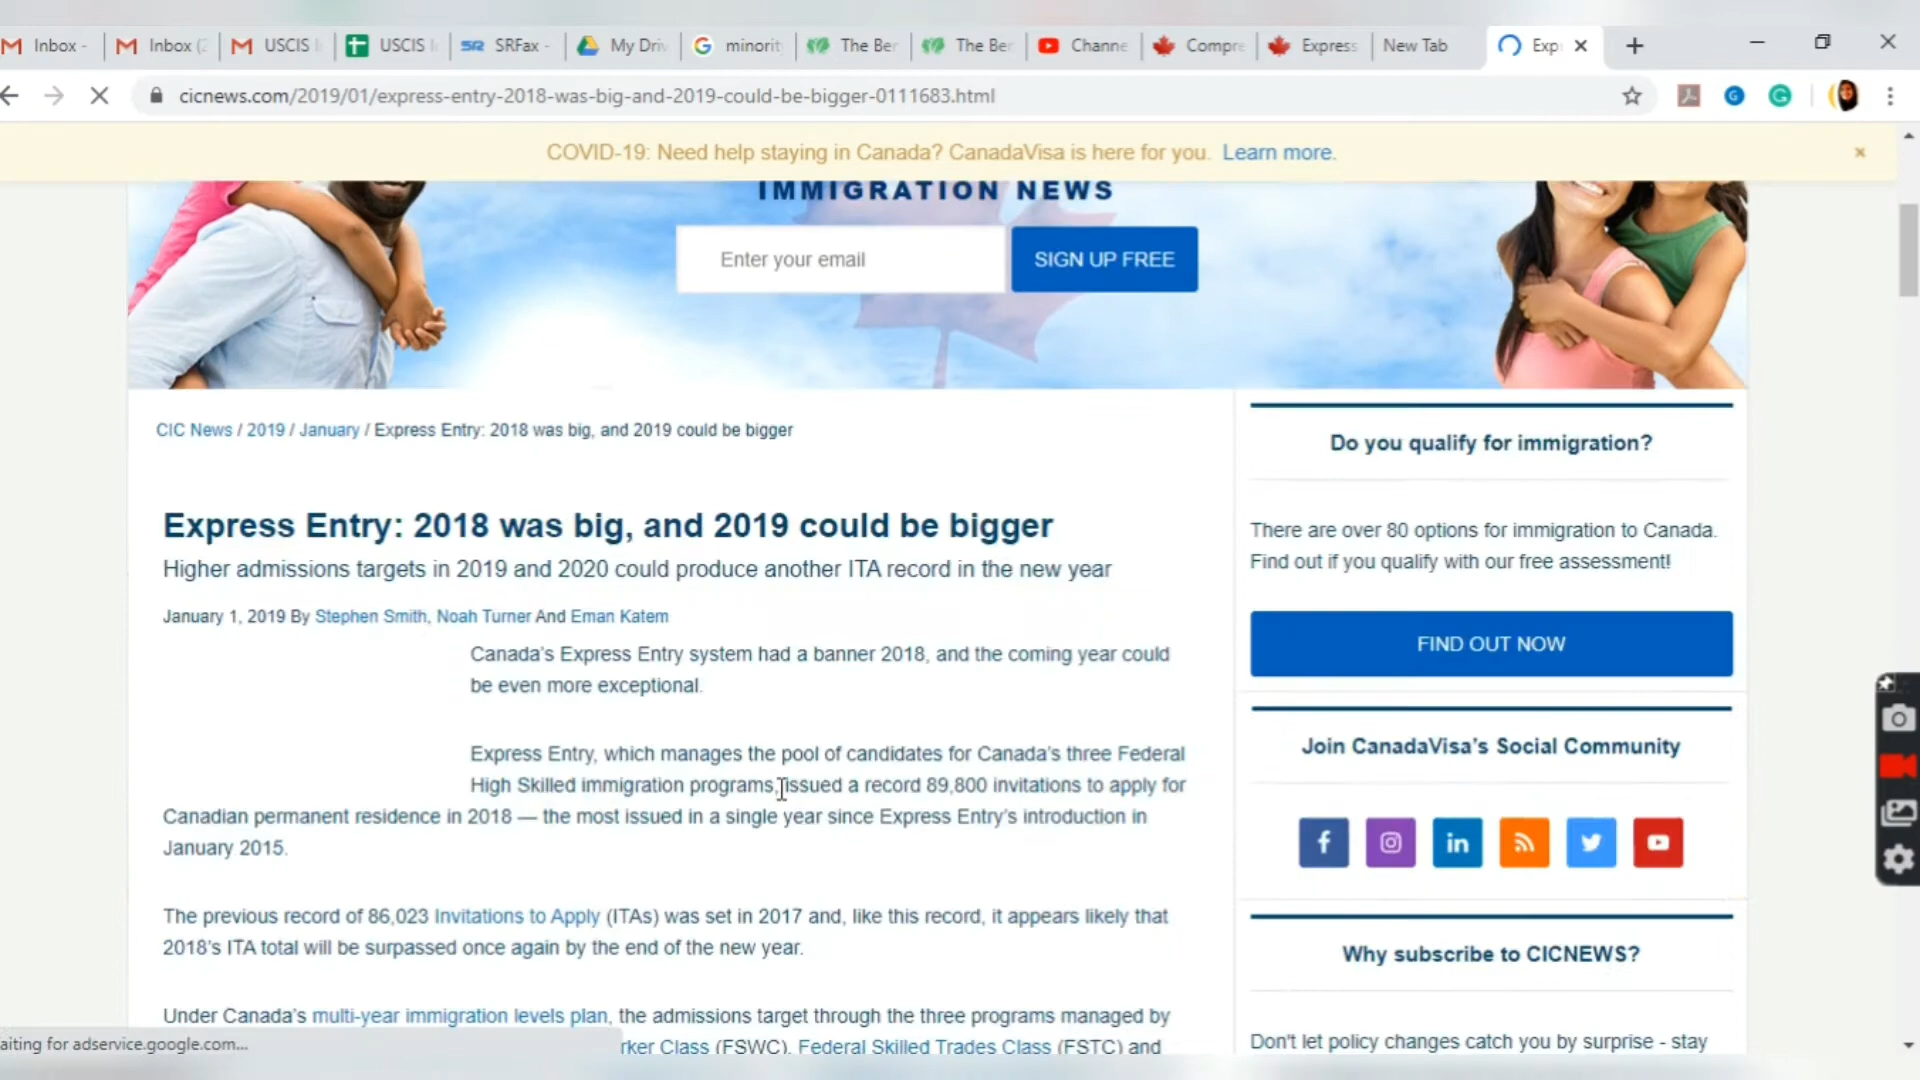 Inbox -
Inbox (2
USCIS
USCIS
SRFax -
My Driv
minorit
The Ber
The Ber
Channe
Compre
Express
New Tab
Exp
cicnews.com/2019/01/express-entry-2018-was-big-and-2019-could-be-bigger-0111683.html
COVID-19: Need help staying in Canada? CanadaVisa is here for you. Learn more.
IMMIGRATION NEWS
Enter your email
SIGN UP FREE
CIC News / 2019 / January / Express Entry: 2018 was big, and 2019 could be bigger
Express Entry: 2018 was big, and 2019 could be bigger
Higher admissions targets in 2019 and 2020 could produce another ITA record in the new year
January 1, 2019 By Stephen Smith, Noah Turner And Eman Katem
Canada's Express Entry system had a banner 2018, and the coming year could
be even more exceptional.
Express Entry, which manages the pool of candidates for Canada's three Federal
High Skilled immigration programs, issued a record 89,800 invitations to apply for
Canadian permanent residence in 2018 — the most issued in a single year since Express Entry's introduction in
January 2015.
The previous record of 86,023 Invitations to Apply (ITAs) was set in 2017 and, like this record, it appears likely that
2018's ITA total will be surpassed once again by the end of the new year.
Under Canada's multi-year immigration levels plan, the admissions target through the three programs managed by
rker Class (FSWC), Federal Skilled Trades Class (FSTC) and
Do you qualify for immigration?
There are over 80 options for immigration to Canada.
Find out if you qualify with our free assessment!
FIND OUT NOW
Join CanadaVisa's Social Community
Why subscribe to CICNEWS?
Don't let policy changes catch you by surprise - stay
aiting for adservice.google.com...